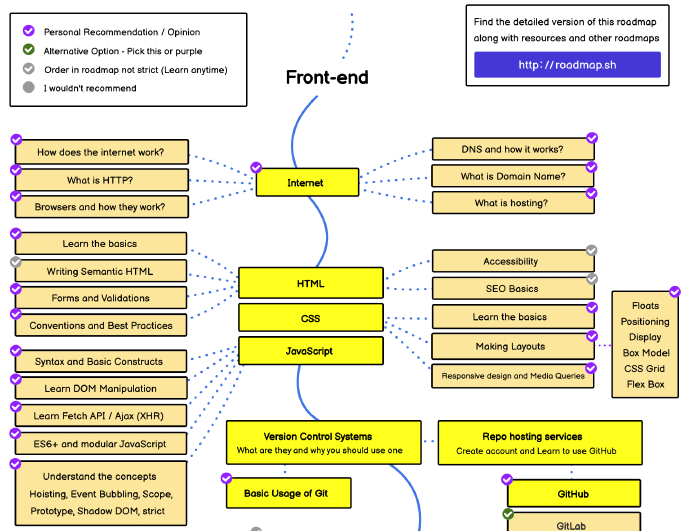 Personal Recommendation / Opinion
Alternative Option - Pick this or purple
Order in roadmap not strict (Learn anytime)
I wouldn't recommend
Find the detailed version of this roadmap
along with resources and other roadmaps
http://roadmap.sh
Front-end
How does the internet work?
What is HTTP?
Browsers and how they work?
Internet
DNS and how it works?
What is Domain Name?
What is hosting?
Learn the basics
Writing Semantic HTML
Forms and Validations
Conventions and Best Practices
HTML
CSS
JavaScript
Accessibility
SEO Basics
Learn the basics
Making Layouts
Responsive design and Media Queries
Floats
Positioning
Display
Box Model
CSS Grid
Flex Box
Syntax and Basic Constructs
Learn DOM Manipulation
Learn Fetch API / Ajax (XHR)
ES6+ and modular JavaScript
Understand the concepts
Hoisting, Event Bubbling, Scope,
Prototype, Shadow DOM, strict
Version Control Systems
What are they and why you should use one
Basic Usage of Git
Repo hosting services
Create account and Learn to use GitHub
GitHub
GitLab